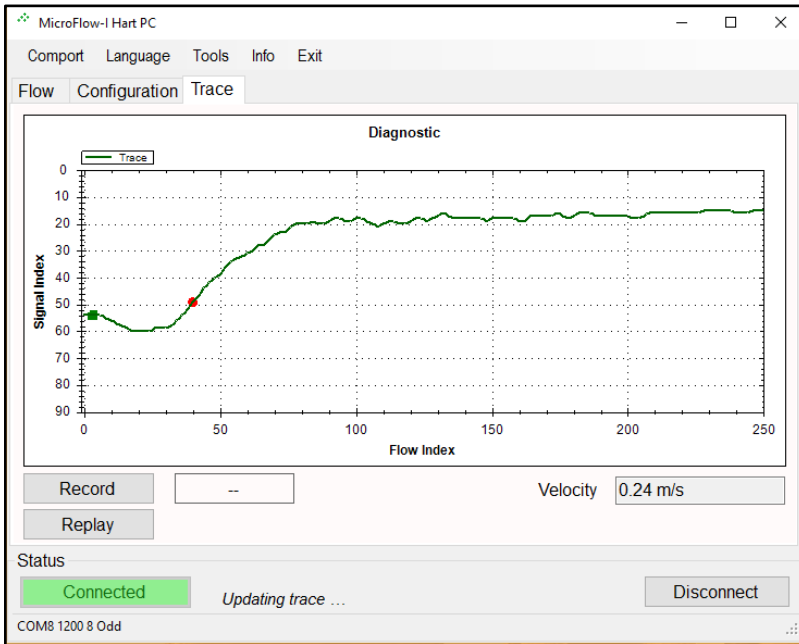 MicroFlow-I Hart PC
Comport Language Tools Info Exit
Flow Configuration Trace
Diagnostic
Trace
0
10
20
30
40
50
60
70
80
90
Signal Index
0 50 100 150 200 250
Flow Index
Record -- Velocity 0.24 m/s
Replay
Status
Connected Updating trace ... Disconnect
COM8 1200 8 Odd